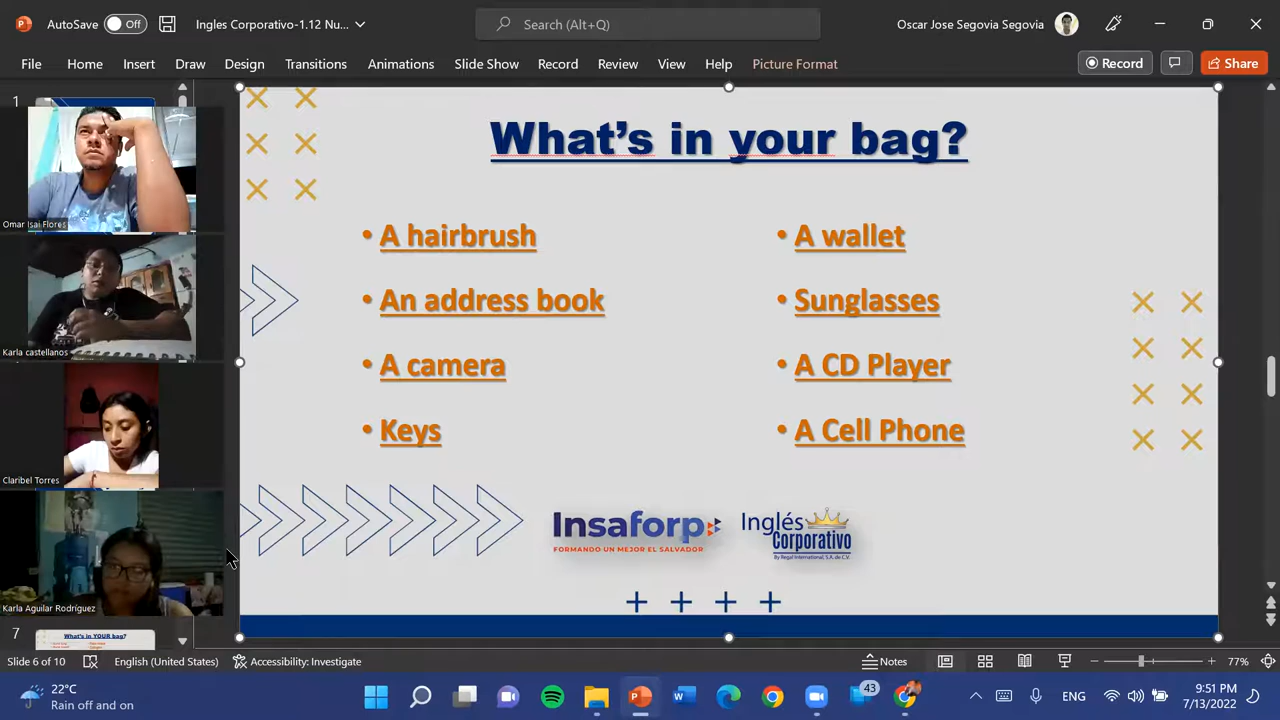 AutoSave Off
Ingles Corporativo-1.12 Nu...
Search (Alt+Q)
Oscar Jose Segovia Segovia
File Home Insert Draw Design Transitions Animations Slide Show Record Review View Help Picture Format
Record
Share
1
Omar Isai Flores
Karla castellanos
Claribel Torres
Karla Aguilar Rodríguez
What's in your bag?
• A hairbrush
• An address book
• A camera
• Keys
• A wallet
• Sunglasses
• A CD Player
• A Cell Phone
Insaforp
FORMANDO UN MEJOR EL SALVADOR
Inglés
Corporativo
By Regal International, S.A. de C.V.
7
What's in YOUR bag?
Slide 6 of 10
English (United States)
Accessibility: Investigate
Notes
77%
22°C
Rain off and on
43
ENG
9:51 PM
7/13/2022